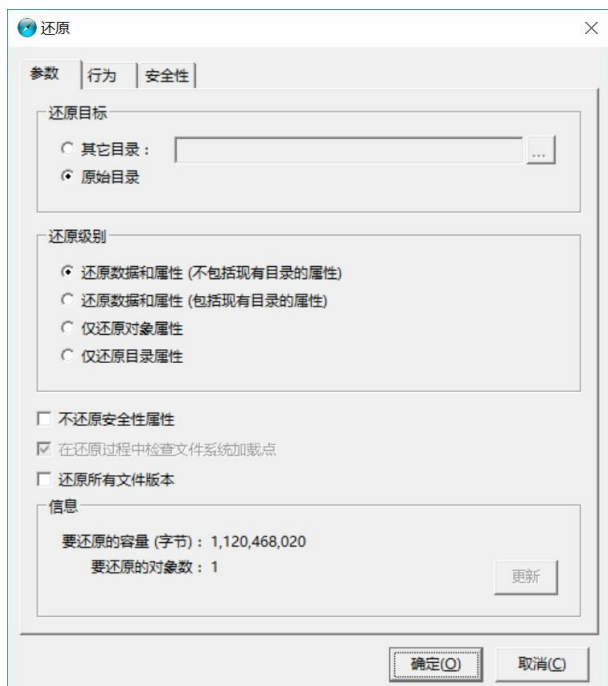 还原
参数 行为 安全性
还原目标
其它目录：
...
原始目录
还原级别
还原数据和属性 (不包括现有目录的属性)
还原数据和属性 (包括现有目录的属性)
仅还原对象属性
仅还原目录属性
不还原安全性属性
在还原过程中检查文件系统加载点
还原所有文件版本
信息
要还原的容量 (字节)：1,120,468,020
要还原的对象数：1
更新
确定(O) 取消(C)